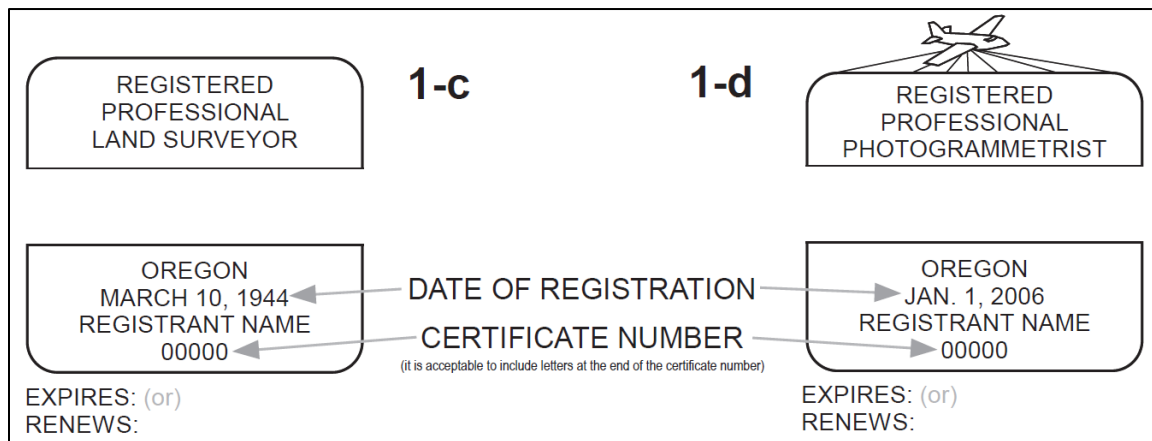 REGISTERED
PROFESSIONAL
LAND SURVEYOR
1-c
1-d
REGISTERED
PROFESSIONAL
PHOTOGRAMMETRIST
OREGON
MARCH 10, 1944
REGISTRANT NAME
00000
EXPIRES: (or)
RENEWS:
DATE OF REGISTRATION
CERTIFICATE NUMBER
(it is acceptable to include letters at the end of the certificate number)
OREGON
JAN. 1, 2006
REGISTRANT NAME
00000
EXPIRES: (or)
RENEWS: